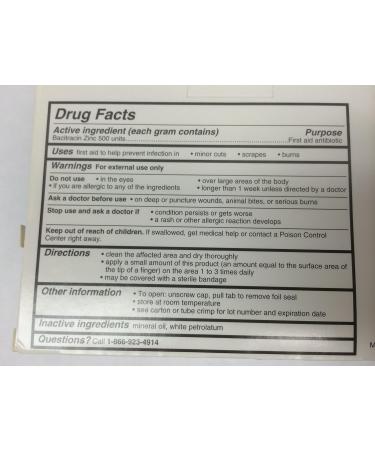 Drug Facts
Active ingredient (each gram contains) Purpose
Bacitracin Zinc 500 units..........First aid antibiotic
Uses first aid to help prevent infection in • minor cuts • scrapes • burns
Warnings For external use only
Do not use • in the eyes • over large areas of the body
• if you are allergic to any of the ingredients • longer than 1 week unless directed by a doctor
Ask a doctor before use • on deep or puncture wounds, animal bites, or serious burns
Stop use and ask a doctor if • condition persists or gets worse
• a rash or other allergic reaction develops
Keep out of reach of children. If swallowed, get medical help or contact a Poison Control
Center right away.
Directions • clean the affected area and dry thoroughly
• apply a small amount of this product (an amount equal to the surface area of
the tip of a finger) on the area 1 to 3 times daily
• may be covered with a sterile bandage
Other information • To open: unscrew cap, pull tab to remove foil seal
• store at room temperature
• see carton or tube crimp for lot number and expiration date
Inactive ingredients mineral oil, white petrolatum
Questions? Call 1-866-923-4914
M